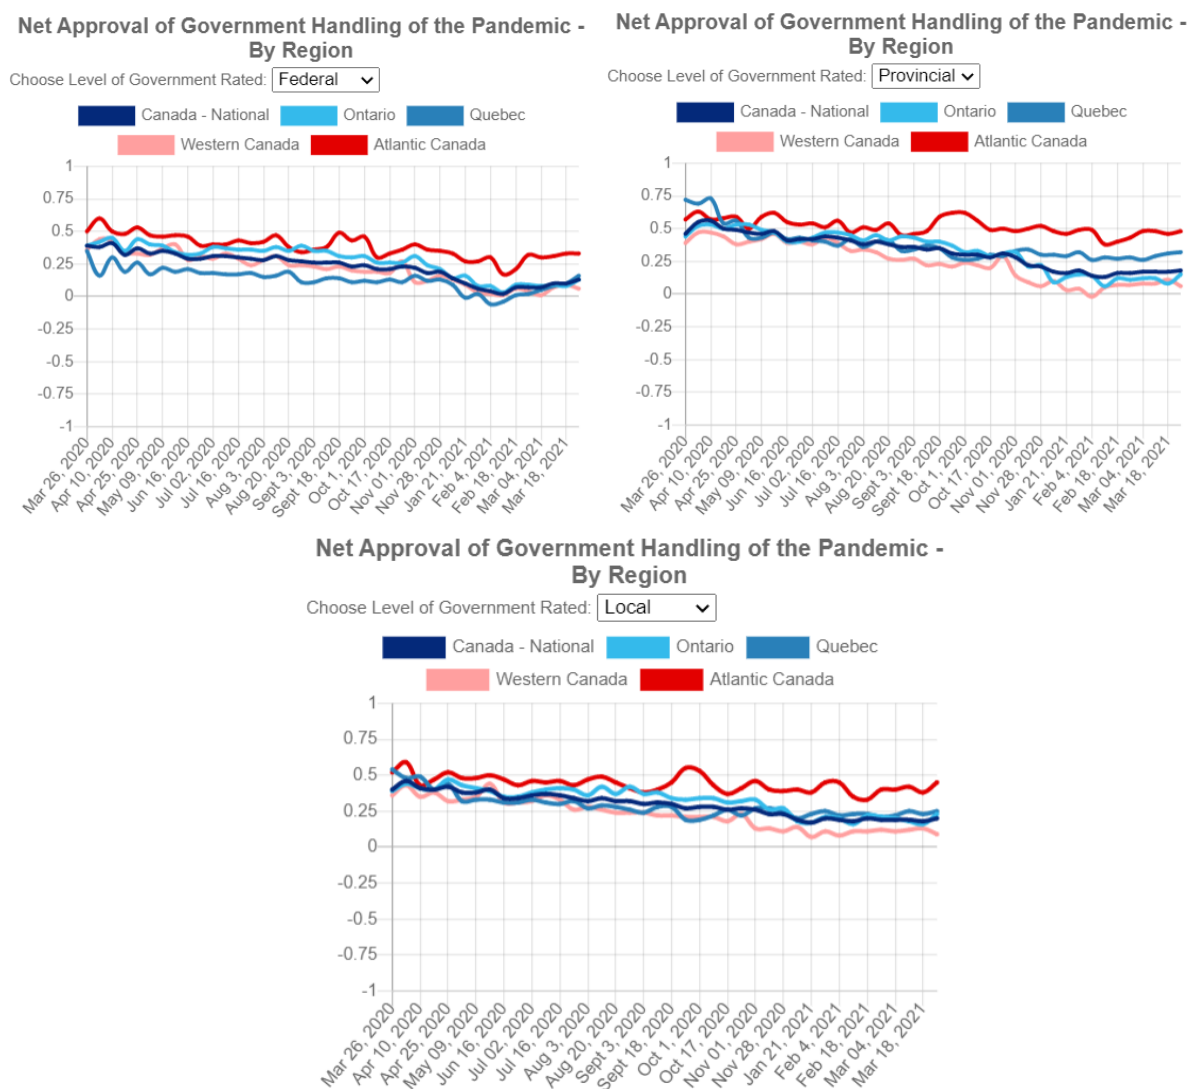 Net Approval of Government Handling of the Pandemic -
By Region
Choose Level of Government Rated: Federal
Canada - National Ontario Quebec
Western Canada Atlantic Canada
1
0.75
0.5
0.25
0
-0.25
-0.5
-0.75
-1
Mar 26, 2020
Apr 10, 2020
Apr 25, 2020
May 09, 2020
Jun 16, 2020
Jul 02, 2020
Jul 16, 2020
Aug 3, 2020
Aug 20, 2020
Sept 3, 2020
Sept 18, 2020
Oct 1, 2020
Oct 17, 2020
Nov 01, 2020
Nov 28, 2020
Jan 21, 2021
Feb 4, 2021
Feb 18, 2021
Mar 04, 2021
Mar 18, 2021
Net Approval of Government Handling of the Pandemic -
By Region
Choose Level of Government Rated: Provincial
Canada - National Ontario Quebec
Western Canada Atlantic Canada
1
0.75
0.5
0.25
0
-0.25
-0.5
-0.75
-1
Mar 26, 2020
Apr 10, 2020
Apr 25, 2020
May 09, 2020
Jun 16, 2020
Jul 02, 2020
Jul 16, 2020
Aug 3, 2020
Aug 20, 2020
Sept 3, 2020
Sept 18, 2020
Oct 1, 2020
Oct 17, 2020
Nov 01, 2020
Nov 28, 2020
Jan 21, 2021
Feb 4, 2021
Feb 18, 2021
Mar 04, 2021
Mar 18, 2021
Net Approval of Government Handling of the Pandemic -
By Region
Choose Level of Government Rated: Local
Canada - National Ontario Quebec
Western Canada Atlantic Canada
1
0.75
0.5
0.25
0
-0.25
-0.5
-0.75
-1
Mar 26, 2020
Apr 10, 2020
Apr 25, 2020
May 09, 2020
Jun 16, 2020
Jul 02, 2020
Jul 16, 2020
Aug 3, 2020
Aug 20, 2020
Sept 3, 2020
Sept 18, 2020
Oct 1, 2020
Oct 17, 2020
Nov 01, 2020
Nov 28, 2020
Jan 21, 2021
Feb 4, 2021
Feb 18, 2021
Mar 04, 2021
Mar 18, 2021